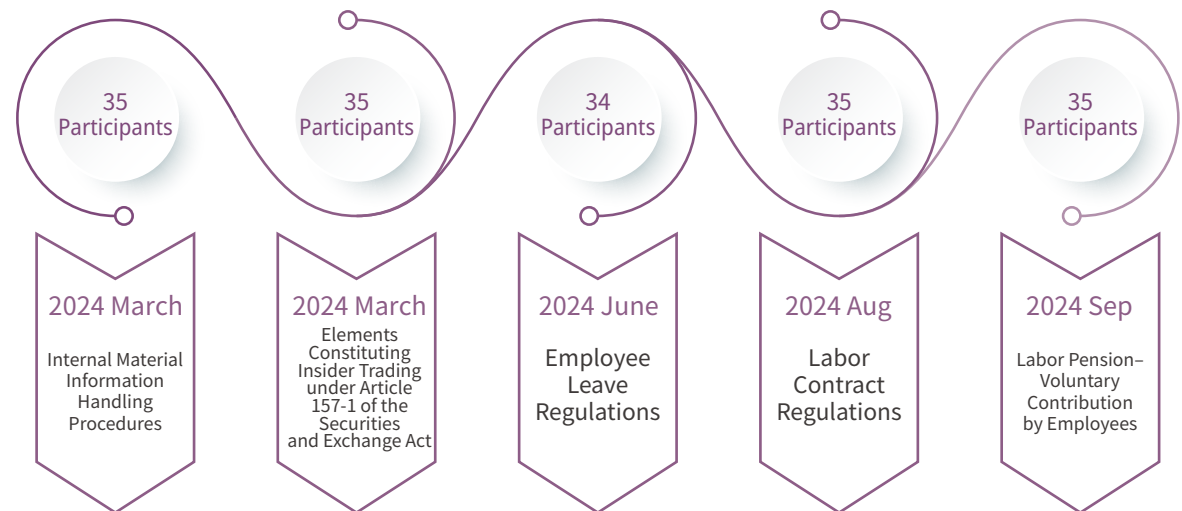 35
Participants
35
Participants
34
Participants
35
Participants
35
Participants
2024 March
Internal Material
Information
Handling
Procedures
2024 March
Elements
Constituting
Insider Trading
under Article
157-1 of the
Securities
and Exchange Act
2024 June
Employee
Leave
Regulations
2024 Aug
Labor
Contract
Regulations
2024 Sep
Labor Pension–
Voluntary
Contribution
by Employees